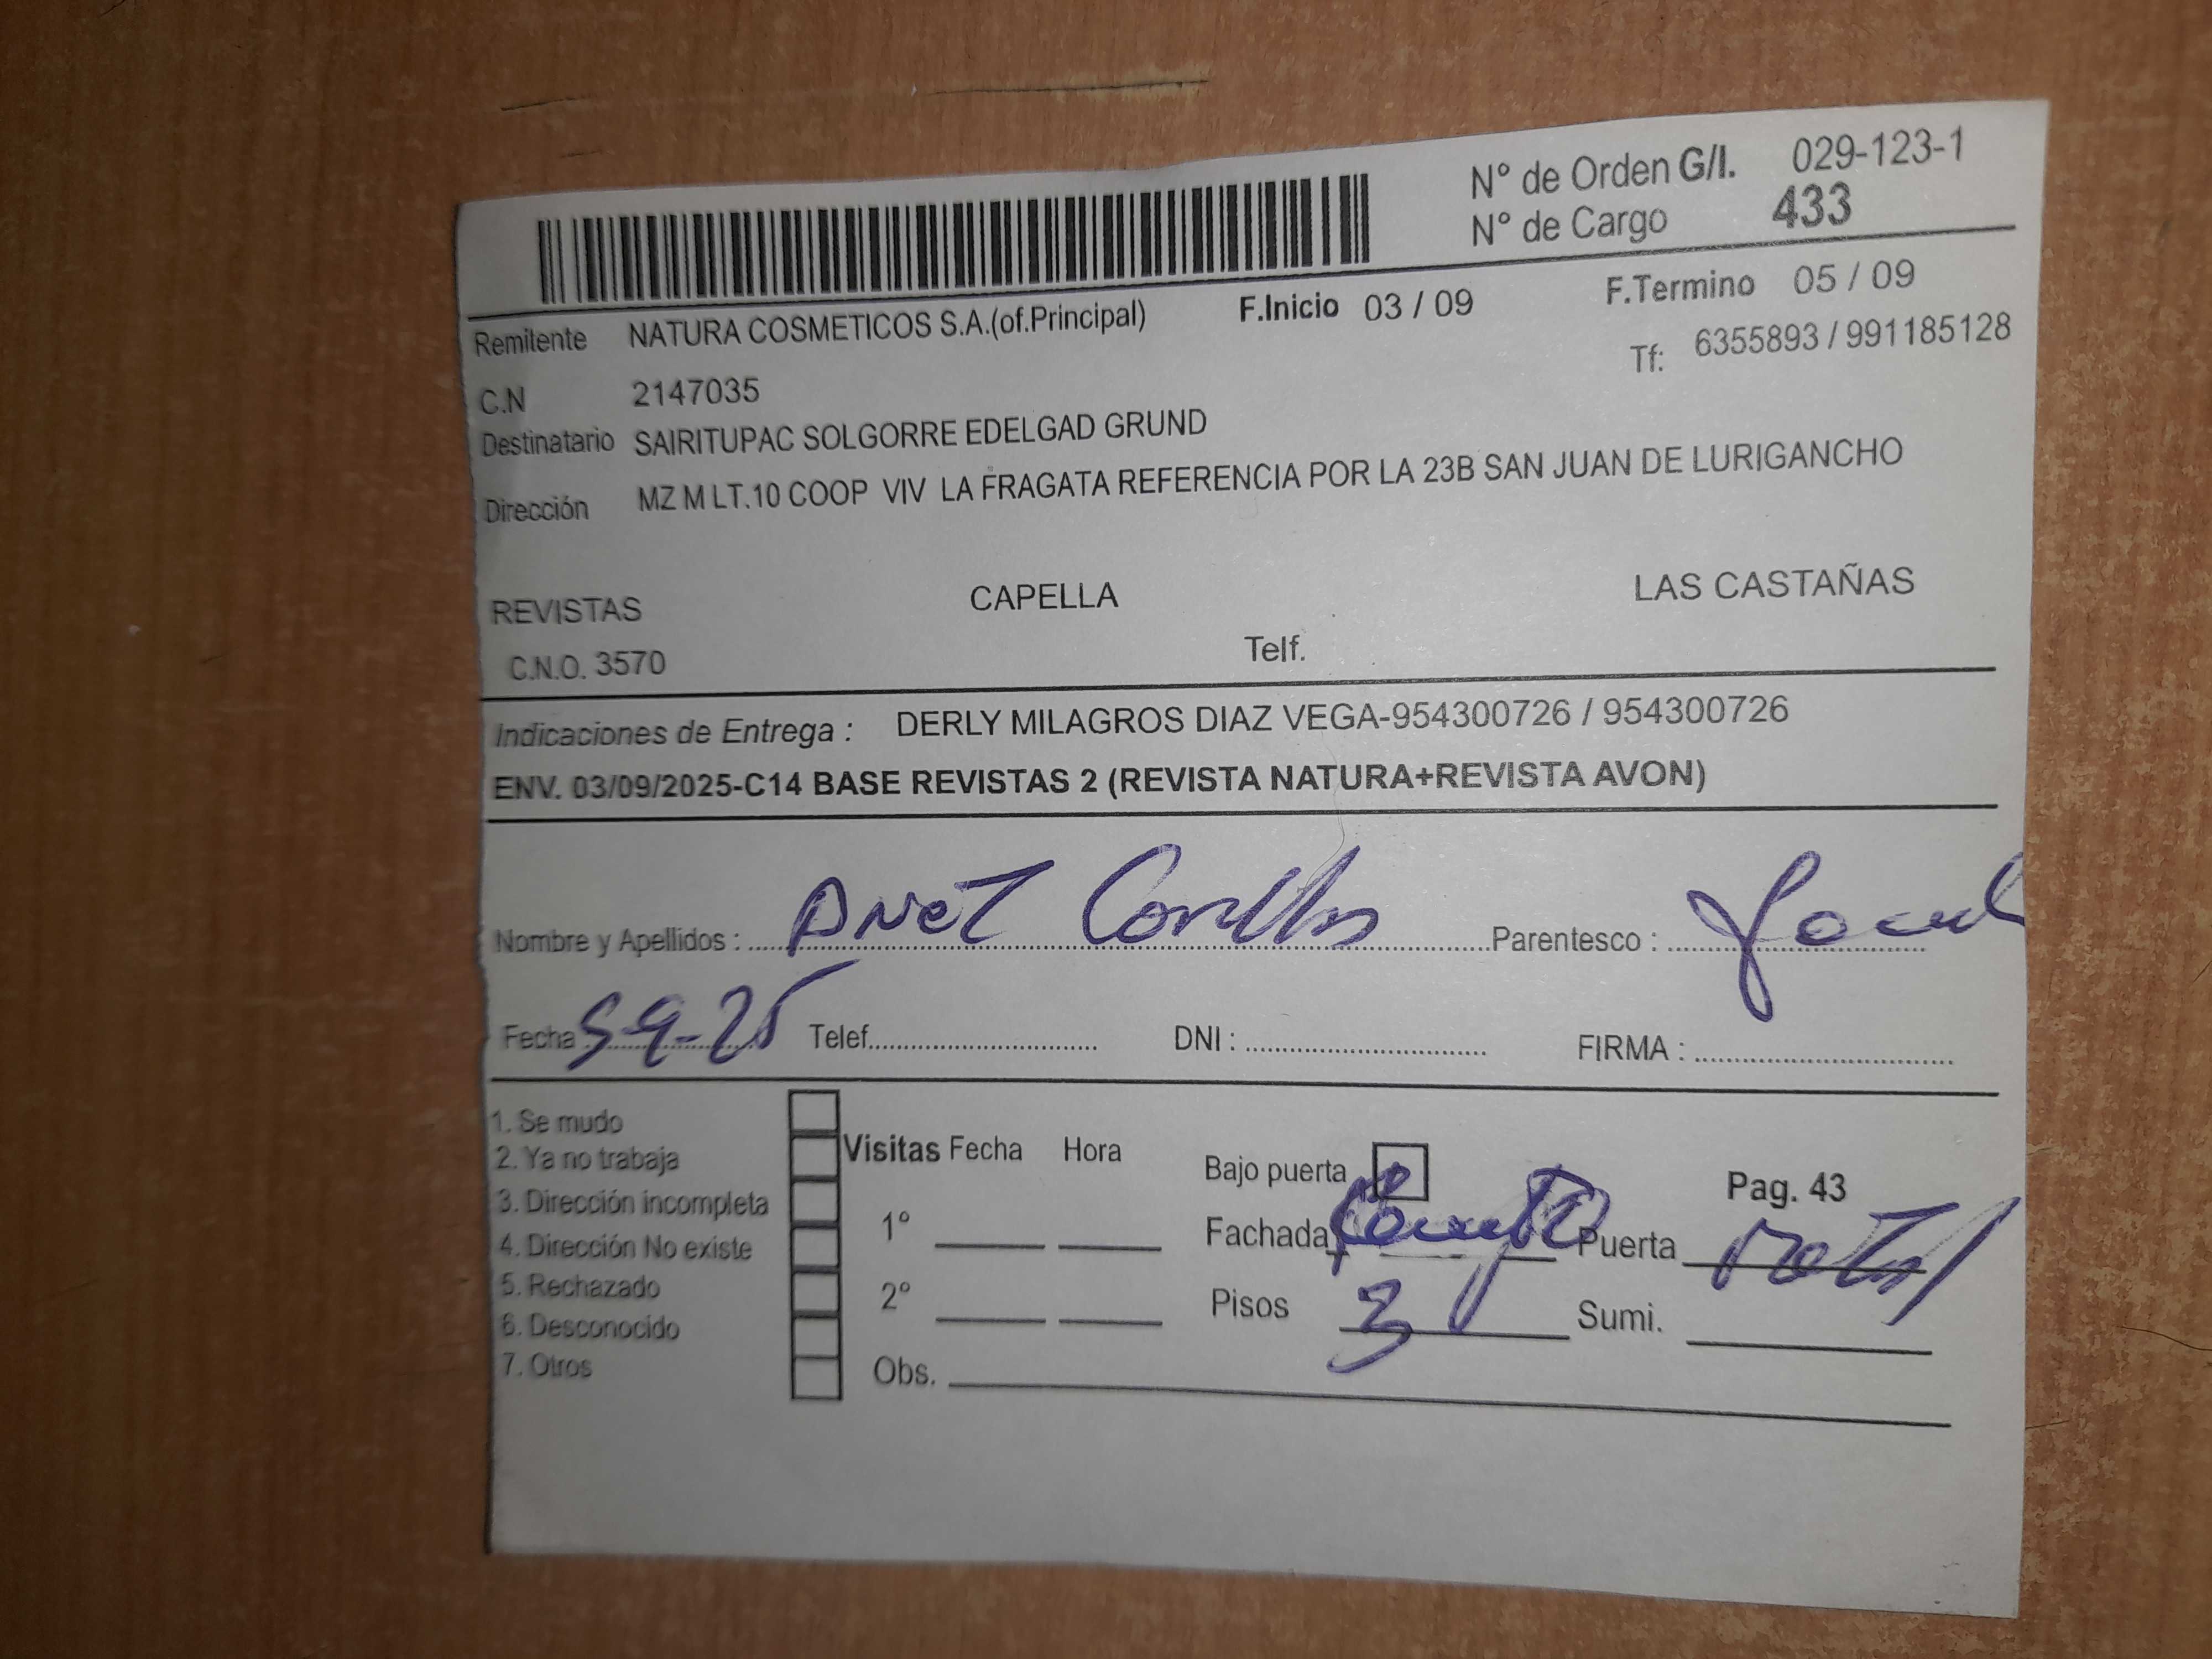 N° de Orden G/I. 029-123-1
N° de Cargo 433
Remitente NATURA COSMETICOS S.A.(of.Principal) F.Inicio 03 / 09 F.Termino 05 / 09
C.N 2147035 Tf: 6355893 / 991185128
Destinatario SAIRITUPAC SOLGORRE EDELGAD GRUND
Dirección MZ M LT.10 COOP VIV LA FRAGATA REFERENCIA POR LA 23B SAN JUAN DE LURIGANCHO
REVISTAS CAPELLA LAS CASTAÑAS
C.N.O. 3570 Telf.
Indicaciones de Entrega : DERLY MILAGROS DIAZ VEGA-954300726 / 954300726
ENV. 03/09/2025-C14 BASE REVISTAS 2 (REVISTA NATURA+REVISTA AVON)
Nombre y Apellidos : Parentesco :
Fecha 5-9-25 Telef. DNI : FIRMA :
1. Se mudo
2. Ya no trabaja
3. Dirección incompleta
4. Dirección No existe
5. Rechazado
6. Desconocido
7. Otros
Visitas Fecha Hora
1°
2°
Obs.
Bajo puerta Pag. 43
Fachada Puerta Metal
Pisos 3 Sumi.